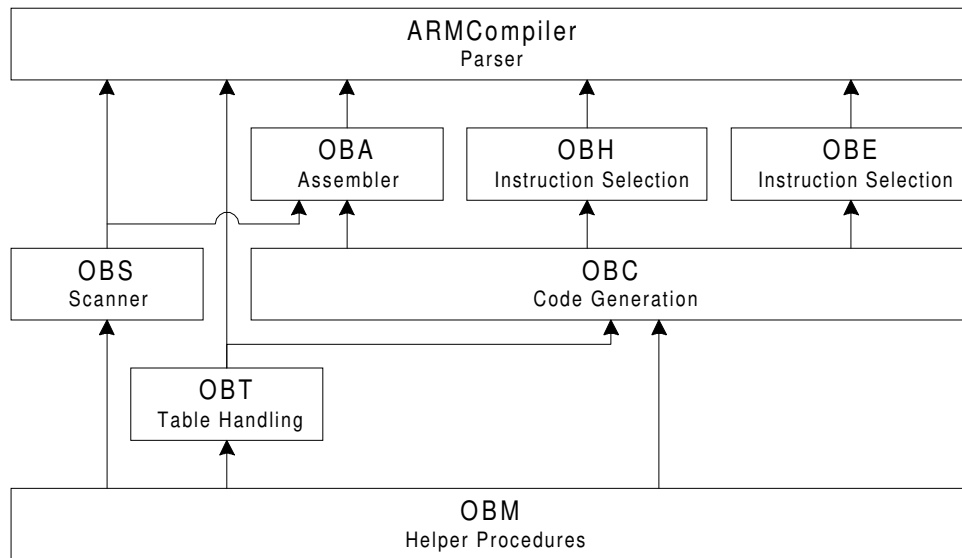 ARMCompiler
Parser
OBA
Assembler
OBH
Instruction Selection
OBE
Instruction Selection
OBS
Scanner
OBC
Code Generation
OBT
Table Handling
OBM
Helper Procedures